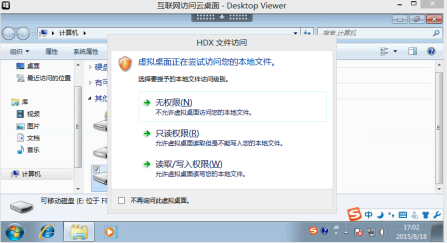 互联网访问云桌面 - Desktop Viewer
计算机
搜索 计算机
组织 属性 系统属性
桌面
最近访问的位置
库
视频
图片
文档
音乐
计算机
硬盘
有可
其他
HDX 文件访问
虚拟桌面正在尝试访问您的本地文件。
选择要授予的本地文件访问级别。
无权限(N)
不允许虚拟桌面访问您的本地文件。
只读权限(R)
允许虚拟桌面读取但是不能写入您的本地文件。
读取/写入权限(W)
允许虚拟桌面读写您的本地文件。
不再询问此虚拟桌面。
可移动磁盘 (E: 位于 F
中
17:02
2015/8/18